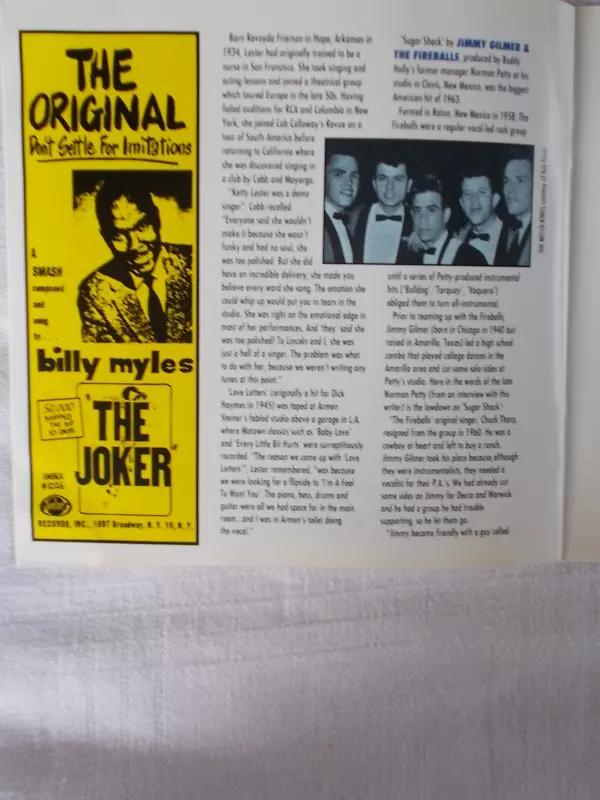 THE
ORIGINAL
Don't Settle For Imitations
A
SMASH
composed
and
sung
by
billy myles
50,000
SHIPPED
THE 1ST
10 DAYS
"THE
JOKER"
EMBER
RECORDS, INC., 1697 Broadway, N. Y. 19, N. Y.
Born Revoyda Frierson in Hope, Arkansas in
1934, Lester had originally trained to be a
nurse in San Francisco. She took singing and
acting lessons and joined a theatrical group
which toured Europe in the late 50s. Having
failed auditions for RCA and Columbia in New
York, she joined Cab Calloway's Revue on a
tour of South America before
returning to California where
she was discovered singing in
a club by Cobb and Mayorga.
"Ketty Lester was a demo
singer". Cobb recalled.
"Everyone said she wouldn't
make it because she wasn't
funky and had no soul, she
was too polished. But she did
have an incredible delivery; she made you
believe every word she sang. The emotion she
could whip up would put you in tears in the
studio. She was right on the emotional edge in
most of her performances. And 'they' said she
was too polished! To Lincoln and I, she was
just a hell of a singer. The problem was what
to do with her, because we weren't writing any
tunes at this point."
'Love Letters' (originally a hit for Dick
Haymes in 1945) was taped at Armen
Steiner's fabled studio above a garage in L.A.
where Motown classics such as 'Baby Love'
and 'Every Little Bit Hurts' were surreptitiously
recorded. "The reason we came up with 'Love
Letters'", Lester remembered, "was because
we were looking for a flipside to 'I'm A Fool
To Want You'. The piano, bass, drums and
guitar were all we had space for in the main
room...and I was in Armen's toilet doing
the vocal."
'Sugar Shack' by JIMMY GILMER &
THE FIREBALLS, produced by Buddy
Holly's former manager Norman Petty at his
studio in Clovis, New Mexico, was the biggest
American hit of 1963.
Formed in Raton, New Mexico in 1958, The
Fireballs were a regular vocal-led rock group
THE MELLO-KINGS, courtesy of
until a series of Petty-produced instrumental
hits ('Bulldog', 'Torquay', 'Vaquero')
obliged them to turn all-instrumental.
Prior to teaming up with the Fireballs,
Jimmy Gilmer (born in Chicago in 1940 but
raised in Amarillo, Texas) led a high school
combo that played college dances in the
Amarillo area and cut some solo sides at
Petty's studio. Here in the words of the late
Norman Petty (from an interview with this
writer) is the lowdown on 'Sugar Shack'.
"The Fireballs' original singer, Chuck Tharp,
resigned from the group in 1960. He was a
cowboy at heart and left to buy a ranch.
Jimmy Gilmer took his place because although
they were instrumentalists, they needed a
vocalist for their P.A.'s. We had already cut
some sides on Jimmy for Decca and Warwick
and he had a group he had trouble
supporting, so he let them go.
"Jimmy became friendly with a guy called